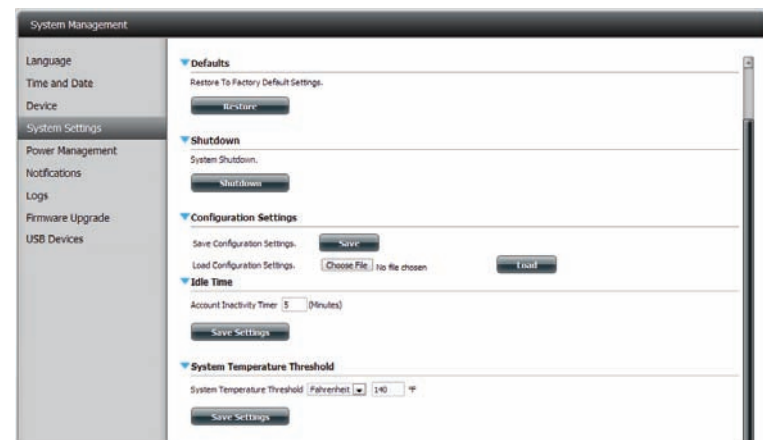 System Management
Language
Time and Date
Device
System Settings
Power Management
Notifications
Logs
Firmware Upgrade
USB Devices
Defaults
Restore To Factory Default Settings.
Restore
Shutdown
System Shutdown.
Shutdown
Configuration Settings
Save Configuration Settings. Save
Load Configuration Settings. Choose File No file chosen Load
Idle Time
Account Inactivity Timer 5 (Minutes)
Save Settings
System Temperature Threshold
System Temperature Threshold Fahrenheit 140 °F
Save Settings